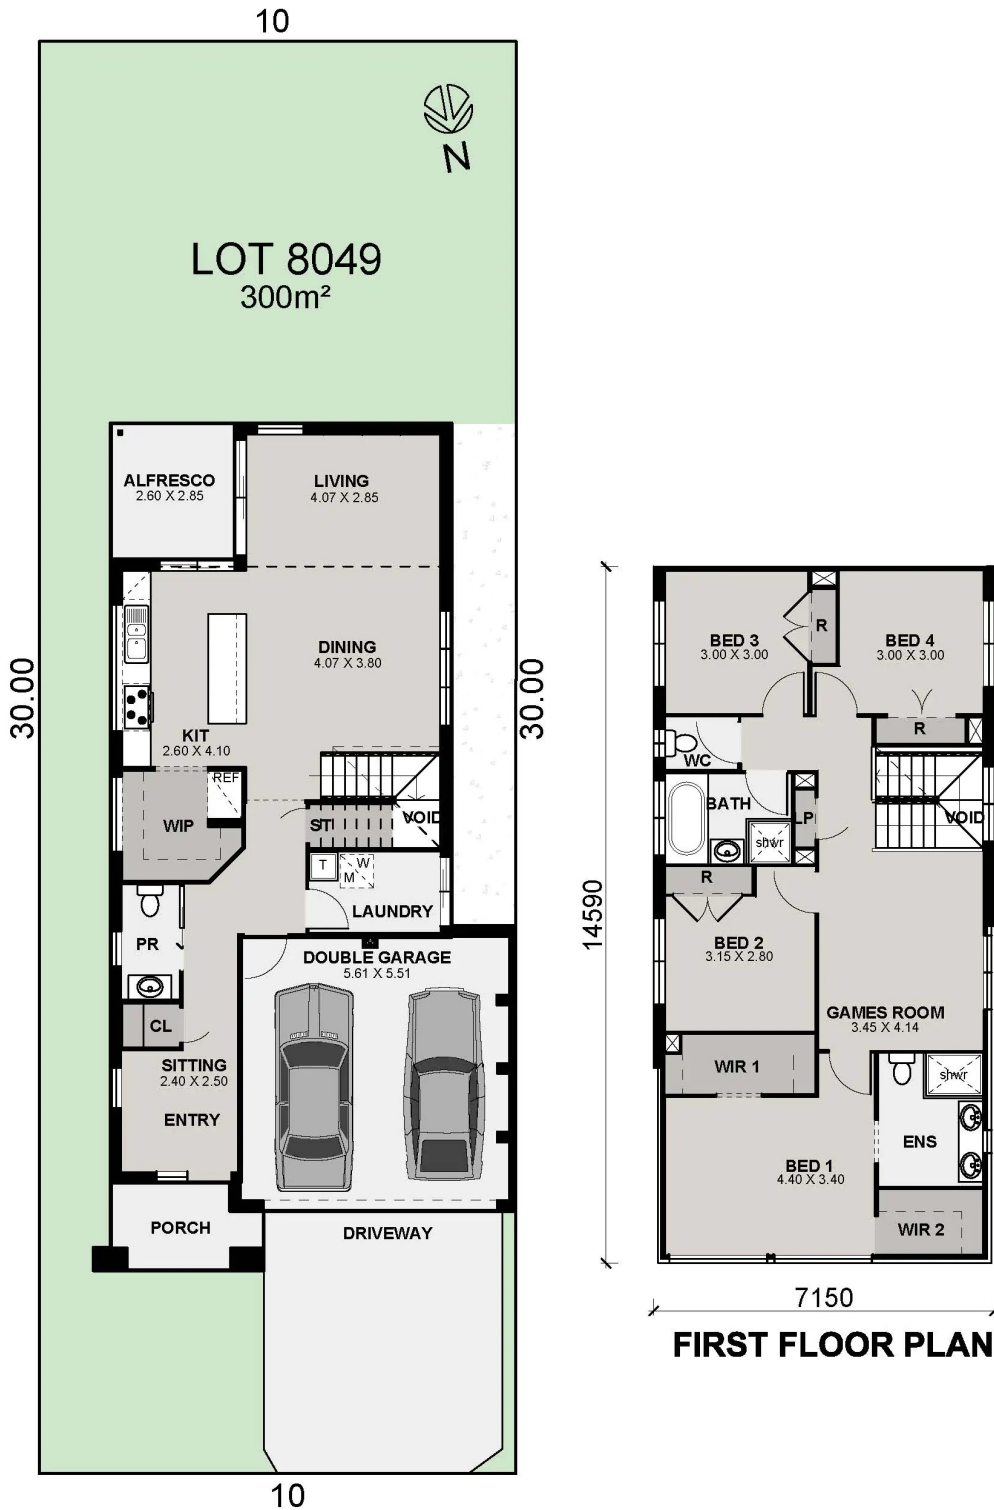 10
N
LOT 8049
300m²
30.00
30.00
ALFRESCO
2.60 X 2.85
LIVING
4.07 X 2.85
DINING
4.07 X 3.80
KIT
2.60 X 4.10
REF
WIP
ST
VOID
T
W
M
LAUNDRY
PR
DOUBLE GARAGE
5.61 X 5.51
CL
SITTING
2.40 X 2.50
ENTRY
PORCH
DRIVEWAY
10
14590
BED 3
3.00 X 3.00
R
BED 4
3.00 X 3.00
R
WC
BATH
LP
VOID
shwr
R
BED 2
3.15 X 2.80
GAMES ROOM
3.45 X 4.14
WIR 1
shwr
ENS
BED 1
4.40 X 3.40
WIR 2
7150
FIRST FLOOR PLAN